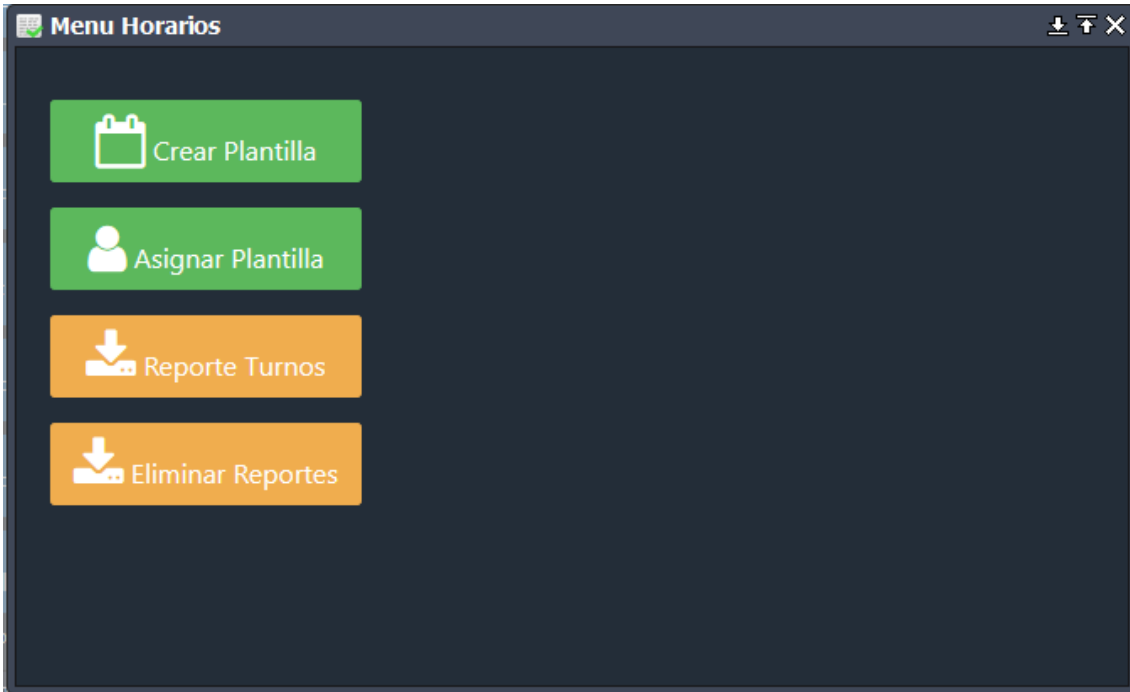 Menu Horarios
Crear Plantilla
Asignar Plantilla
Reporte Turnos
Eliminar Reportes